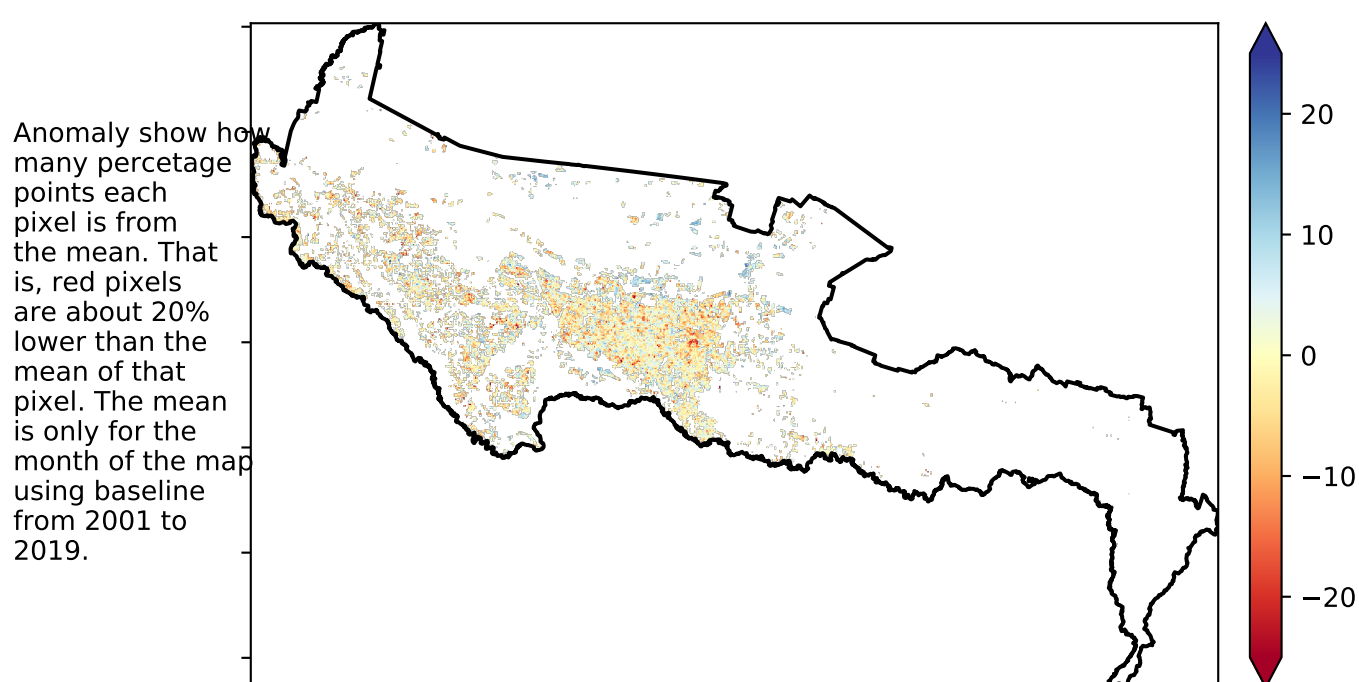 Anomaly show how
many percetage
points each
pixel is from
the mean. That
is, red pixels
are about 20%
lower than the
mean of that
pixel. The mean
is only for the
month of the map
using baseline
from 2001 to
2019.
20
10
0
−10
−20